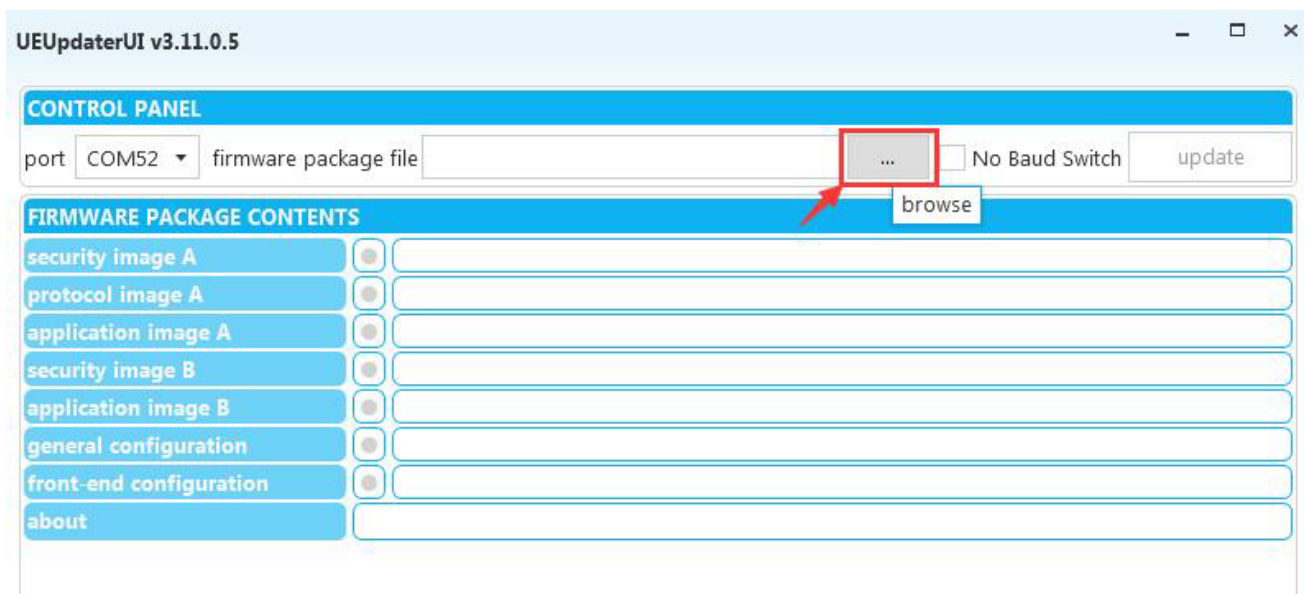 UEUpdaterUI v3.11.0.5
CONTROL PANEL
port COM52 firmware package file ... No Baud Switch update
browse
FIRMWARE PACKAGE CONTENTS
security image A
protocol image A
application image A
security image B
application image B
general configuration
front-end configuration
about